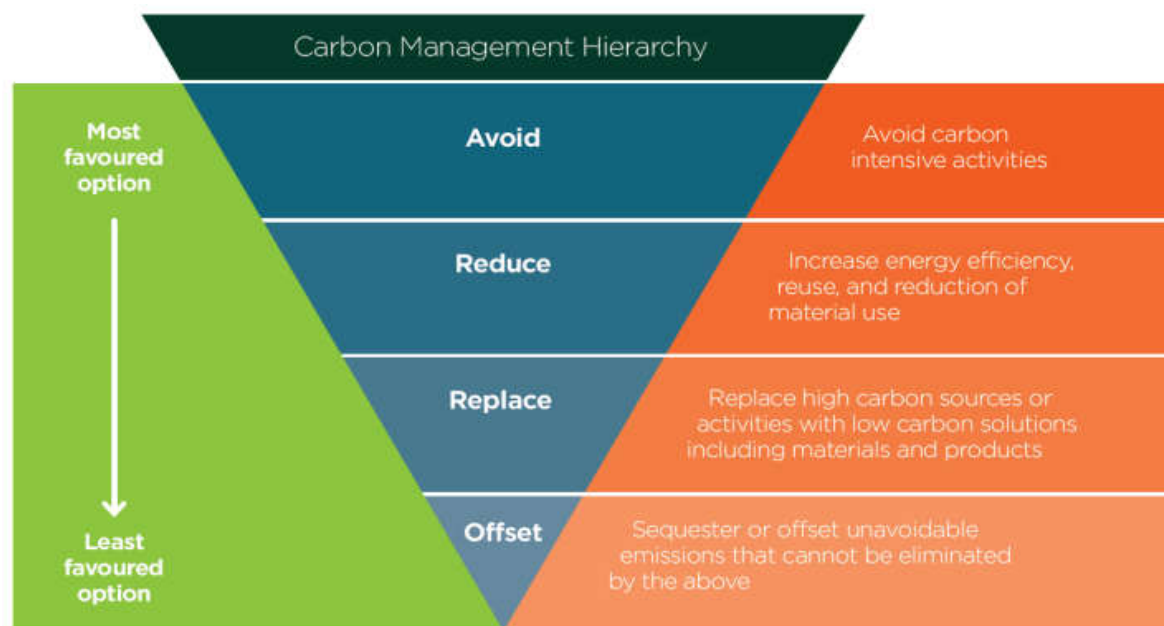 Carbon Management Hierarchy
Most
favoured
option
Avoid
Avoid carbon
intensive activities
Reduce
Increase energy efficiency,
reuse, and reduction of
material use
Replace
Replace high carbon sources or
activities with low carbon solutions
including materials and products
Least
favoured
option
Offset
Sequester or offset unavoidable
emissions that cannot be eliminated
by the above